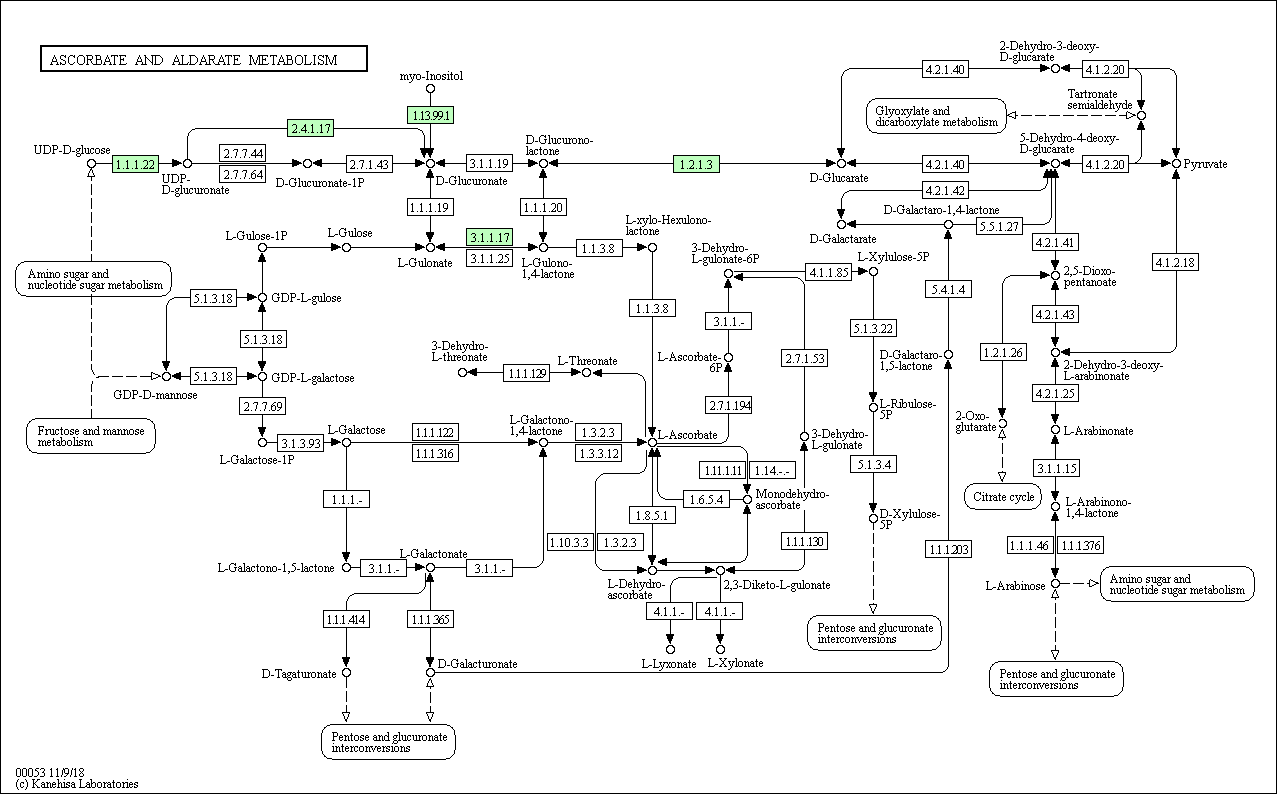 ASCORBATE AND ALDARATE METABOLISM
2-Dehydro-3-deoxy-
D-glucarate
4.2.1.40
4.2.1.20
myo-Inositol
1.13.99.1
Glyoxylate and
dicarboxylate metabolism
Tartronate
semialdehyde
2.4.1.17
UDP-D-glucose
1.1.1.22
UDP-
D-glucuronate
2.7.7.44
2.7.7.64
D-Glucuronate-1P
2.7.1.43
D-Glucuronate
3.1.1.19
D-Glucurono-
lactone
1.2.1.3
D-Glucarate
4.2.1.40
5-Dehydro-4-deoxy-
D-glucarate
4.2.1.20
Pyruvate
4.2.1.42
1.1.1.19
1.1.1.20
D-Galactarate
D-Galactaro-1,4-lactone
5.5.1.27
L-xylo-Hexulono-
lactone
L-Gulose-1P
L-Gulose
L-Gulonate
3.1.1.17
3.1.1.25
L-Gulono-
1,4-lactone
1.1.3.8
3-Dehydro-
L-gulonate-6P
4.1.1.85
L-Xylulose-5P
4.2.1.41
4.1.2.18
Amino sugar and
nucleotide sugar metabolism
5.1.3.18
GDP-L-gulose
1.1.3.8
3.1.1.-
5.1.3.22
5.4.1.4
2,5-Dioxo-
pentanoate
4.2.1.43
5.1.3.18
3-Dehydro-
L-threonate
1.1.1.129
L-Threonate
L-Ascorbate-
6P
2.7.1.53
D-Galactaro-
1,5-lactone
1.2.1.26
2-Dehydro-3-deoxy-
L-arabinonate
GDP-D-mannose
5.1.3.18
GDP-L-galactose
2.7.7.69
2.7.1.194
L-Ribulose-
5P
4.2.1.25
2-Oxo-
glutarate
L-Arabinonate
Fructose and mannose
metabolism
L-Galactose-1P
3.1.3.93
L-Galactose
1.1.1.122
1.1.1.316
L-Galactono-
1,4-lactone
1.3.2.3
1.3.3.12
L-Ascorbate
3-Dehydro-
L-gulonate
5.1.3.4
3.1.1.15
1.11.1.11
1.14.-.-
1.6.5.4
Monodehydro-
ascorbate
Citrate cycle
L-Arabinono-
1,4-lactone
1.1.1.-
1.8.5.1
D-Xylulose-
5P
1.10.3.3
1.3.2.3
1.1.1.130
1.1.1.203
1.1.1.46
1.1.1.376
L-Galactono-1,5-lactone
3.1.1.-
L-Galactonate
3.1.1.-
L-Dehydro-
ascorbate
2,3-Diketo-L-gulonate
L-Arabinose
Amino sugar and
nucleotide sugar metabolism
1.1.1.414
1.1.1.365
4.1.1.-
4.1.1.-
Pentose and glucuronate
interconversions
D-Tagaturonate
D-Galacturonate
L-Lyxonate
L-Xylonate
Pentose and glucuronate
interconversions
Pentose and glucuronate
interconversions
00053 11/9/18
(c) Kanehisa Laboratories